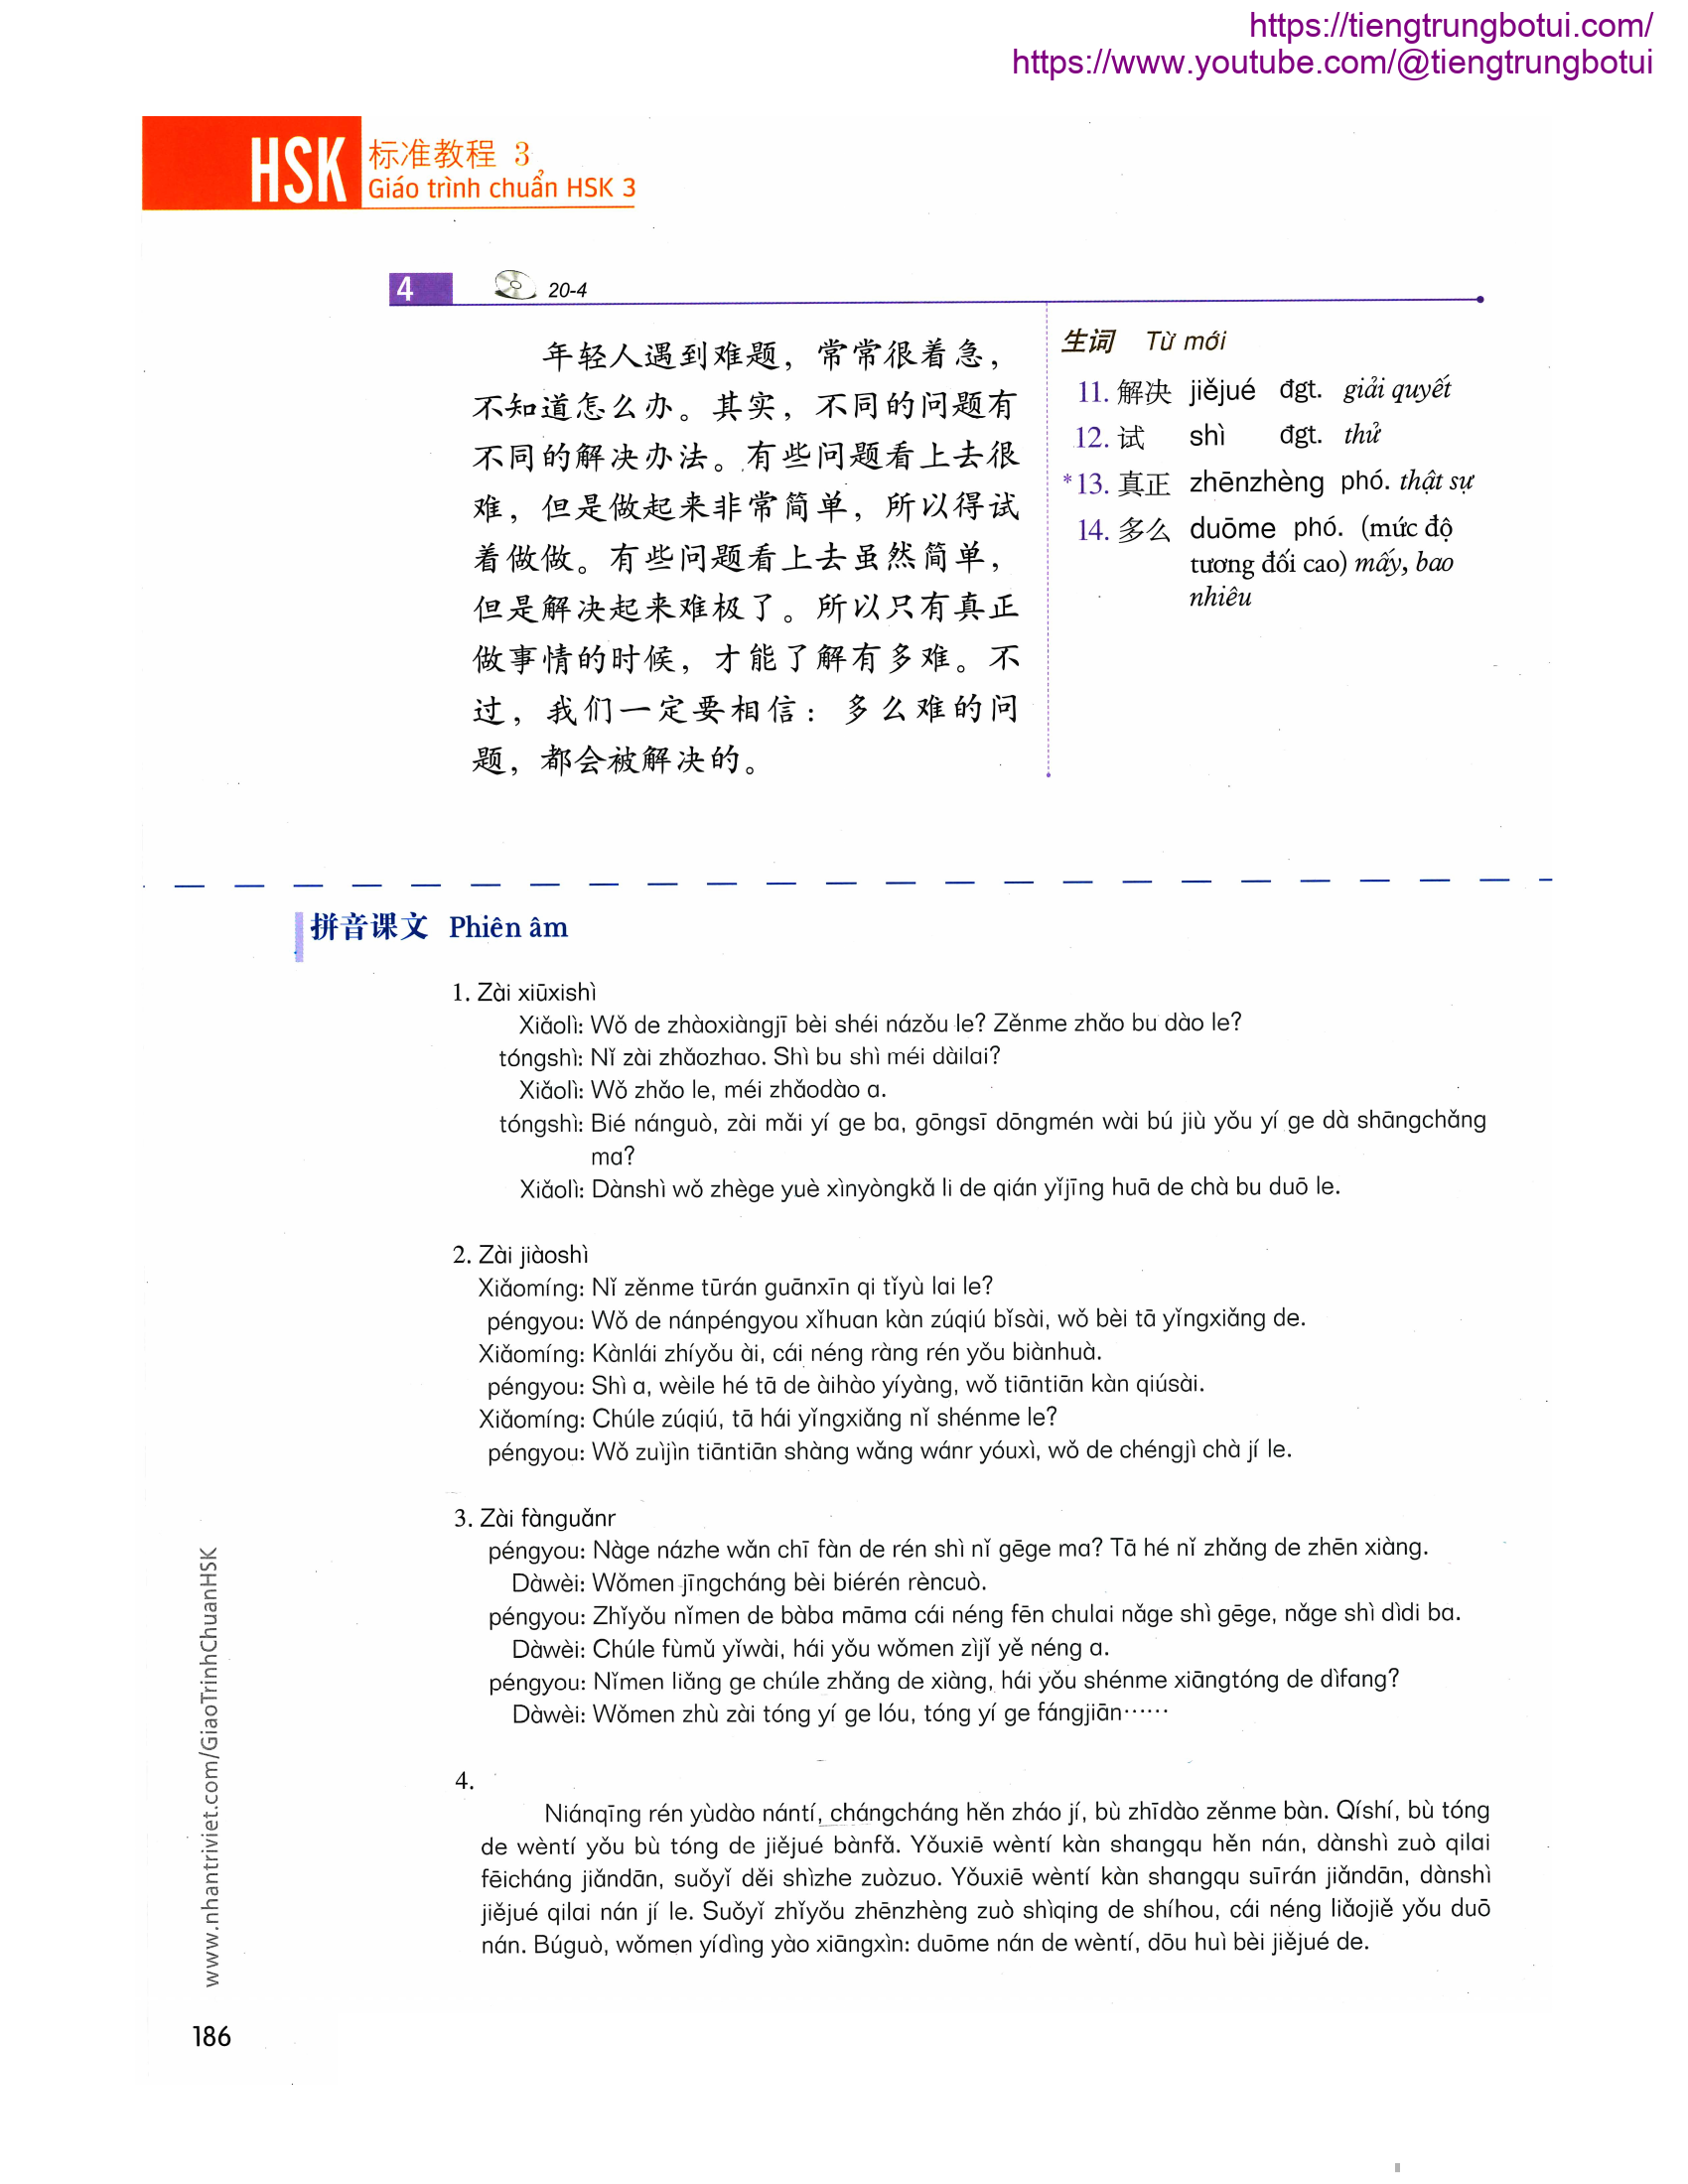 https://tiengtrungbotui.com/
https://www.youtube.com/@tiengtrungbotui
HSK 标准教程 3
Giáo trình chuẩn HSK 3
4 20-4
年轻人遇到难题，常常很着急，
不知道怎么办。其实，不同的问题有
不同的解决办法。有些问题看上去很
难，但是做起来非常简单，所以得试
着做做。有些问题看上去虽然简单，
但是解决起来难极了。所以只有真正
做事情的时候，才能了解有多难。不
过，我们一定要相信：多么难的问
题，都会被解决的。
生词 Từ mới
11. 解决 jiějué đgt. giải quyết
12. 试 shì đgt. thử
*13. 真正 zhēnzhèng phó. thật sự
14. 多么 duōme phó. (mức độ
tương đối cao) mấy, bao
nhiêu
拼音课文 Phiên âm
1. Zài xiūxishì
Xiǎolì: Wǒ de zhàoxiàngjī bèi shéi názǒu le? Zěnme zhǎo bu dào le?
tóngshì: Nǐ zài zhǎozhao. Shì bu shì méi dàilai?
Xiǎolì: Wǒ zhǎo le, méi zhǎodào a.
tóngshì: Bié nánguò, zài mǎi yí ge ba, gōngsī dōngmén wài bú jiù yǒu yí ge dà shāngchǎng
ma?
Xiǎolì: Dànshì wǒ zhège yuè xìnyòngkǎ li de qián yǐjīng huā de chà bu duō le.
2. Zài jiàoshì
Xiǎomíng: Nǐ zěnme tūrán guānxīn qi tǐyù lai le?
péngyou: Wǒ de nánpéngyou xǐhuan kàn zúqiú bǐsài, wǒ bèi tā yǐngxiǎng de.
Xiǎomíng: Kànlái zhíyǒu ài, cái néng ràng rén yǒu biànhuà.
péngyou: Shì a, wèile hé tā de àihào yíyàng, wǒ tiāntiān kàn qiúsài.
Xiǎomíng: Chúle zúqiú, tā hái yǐngxiǎng nǐ shénme le?
péngyou: Wǒ zuìjìn tiāntiān shàng wǎng wánr yóuxì, wǒ de chéngjì chà jí le.
3. Zài fànguǎnr
péngyou: Nàge názhe wǎn chī fàn de rén shì nǐ gēge ma? Tā hé nǐ zhǎng de zhēn xiàng.
Dàwèi: Wǒmen jīngcháng bèi biérén rèncuò.
péngyou: Zhǐyǒu nǐmen de bàba māma cái néng fēn chulai nǎge shì gēge, nǎge shì dìdi ba.
Dàwèi: Chúle fùmǔ yǐwài, hái yǒu wǒmen zìjǐ yě néng a.
péngyou: Nǐmen liǎng ge chúle zhǎng de xiàng, hái yǒu shénme xiāngtóng de dìfang?
Dàwèi: Wǒmen zhù zài tóng yí ge lóu, tóng yí ge fángjiān……
4.
Niánqīng rén yùdào nántí, chángcháng hěn zháo jí, bù zhīdào zěnme bàn. Qíshí, bù tóng
de wèntí yǒu bù tóng de jiějué bànfǎ. Yǒuxiē wèntí kàn shangqu hěn nán, dànshì zuò qilai
fēicháng jiǎndān, suǒyǐ děi shìzhe zuòzuo. Yǒuxiē wèntí kàn shangqu suīrán jiǎndān, dànshì
jiějué qilai nán jí le. Suǒyǐ zhǐyǒu zhēnzhèng zuò shìqing de shíhou, cái néng liǎojiě yǒu duō
nán. Búguò, wǒmen yídìng yào xiāngxìn: duōme nán de wèntí, dōu huì bèi jiějué de.
www.nhantriviet.com/GiaoTrinhChuanHSK
186